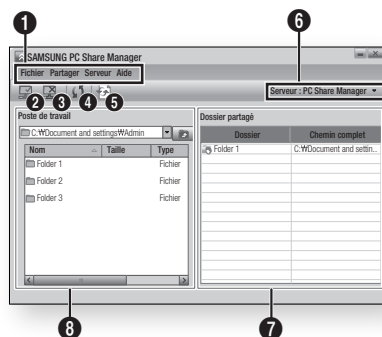 1
6
SAMSUNG PC Share Manager
Fichier Partager Serveur Aide
2 3 4 5
Serveur : PC Share Manager
Poste de travail
Dossier partagé
C:₩Document and settings₩Admin
Dossier Chemin complet
Nom Taille Type
Folder 1 C:₩Document and settin...
Folder 1 Fichier
Folder 2 Fichier
Folder 3 Fichier
8
7